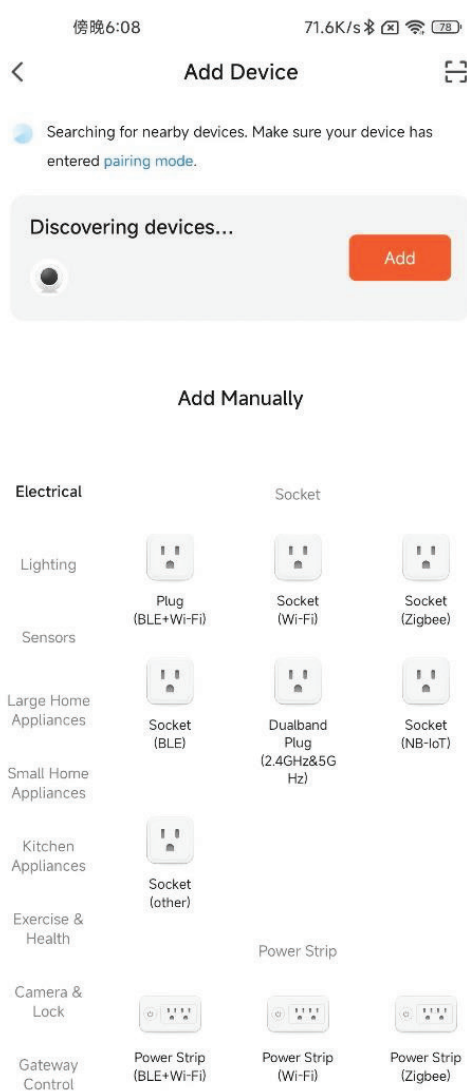 傍晚6:08
71.6K/s
78
Add Device
Searching for nearby devices. Make sure your device has
entered pairing mode.
Discovering devices...
Add
Add Manually
Electrical
Socket
Lighting
Plug
(BLE+Wi-Fi)
Socket
(Wi-Fi)
Socket
(Zigbee)
Sensors
Large Home
Appliances
Socket
(BLE)
Dualband
Plug
(2.4GHz&5G
Hz)
Socket
(NB-IoT)
Small Home
Appliances
Kitchen
Appliances
Socket
(other)
Exercise &
Health
Power Strip
Camera &
Lock
Gateway
Control
Power Strip
(BLE+Wi-Fi)
Power Strip
(Wi-Fi)
Power Strip
(Zigbee)